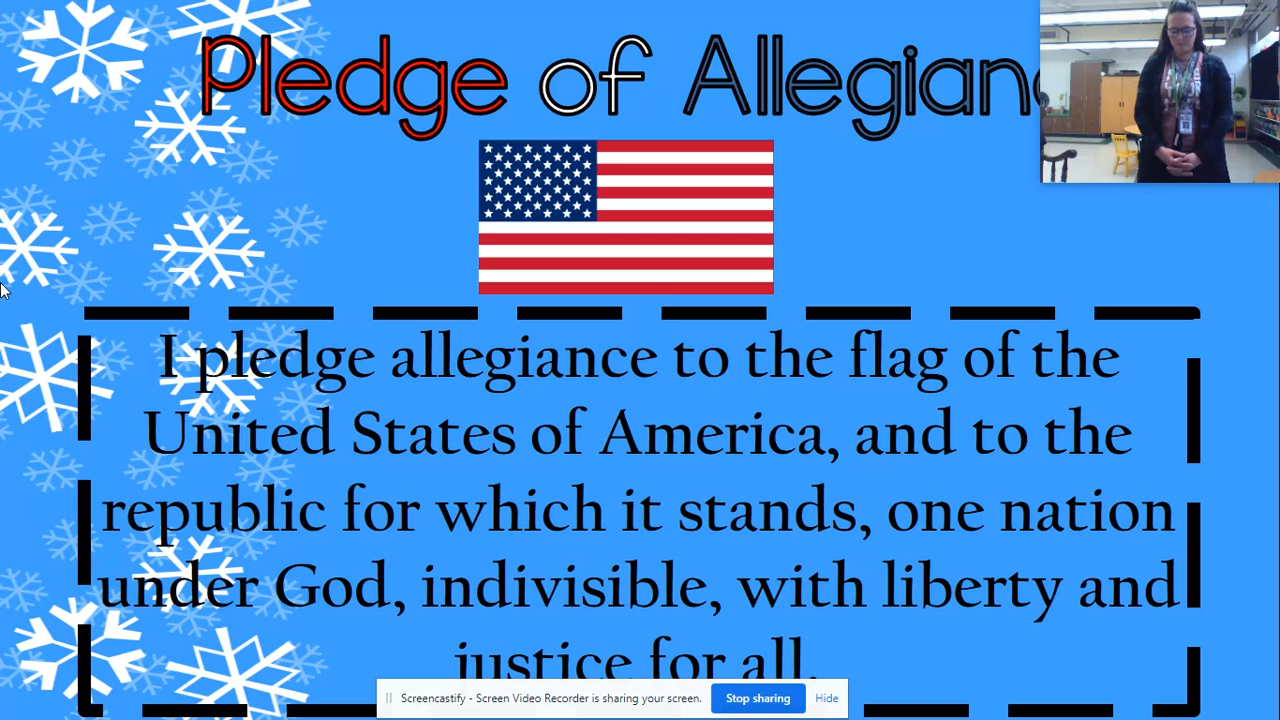 Pledge of Allegianc
I pledge allegiance to the flag of the
United States of America, and to the
republic for which it stands, one nation
under God, indivisible, with liberty and
justice for all.
Screencastify - Screen Video Recorder is sharing your screen.
Stop sharing
Hide